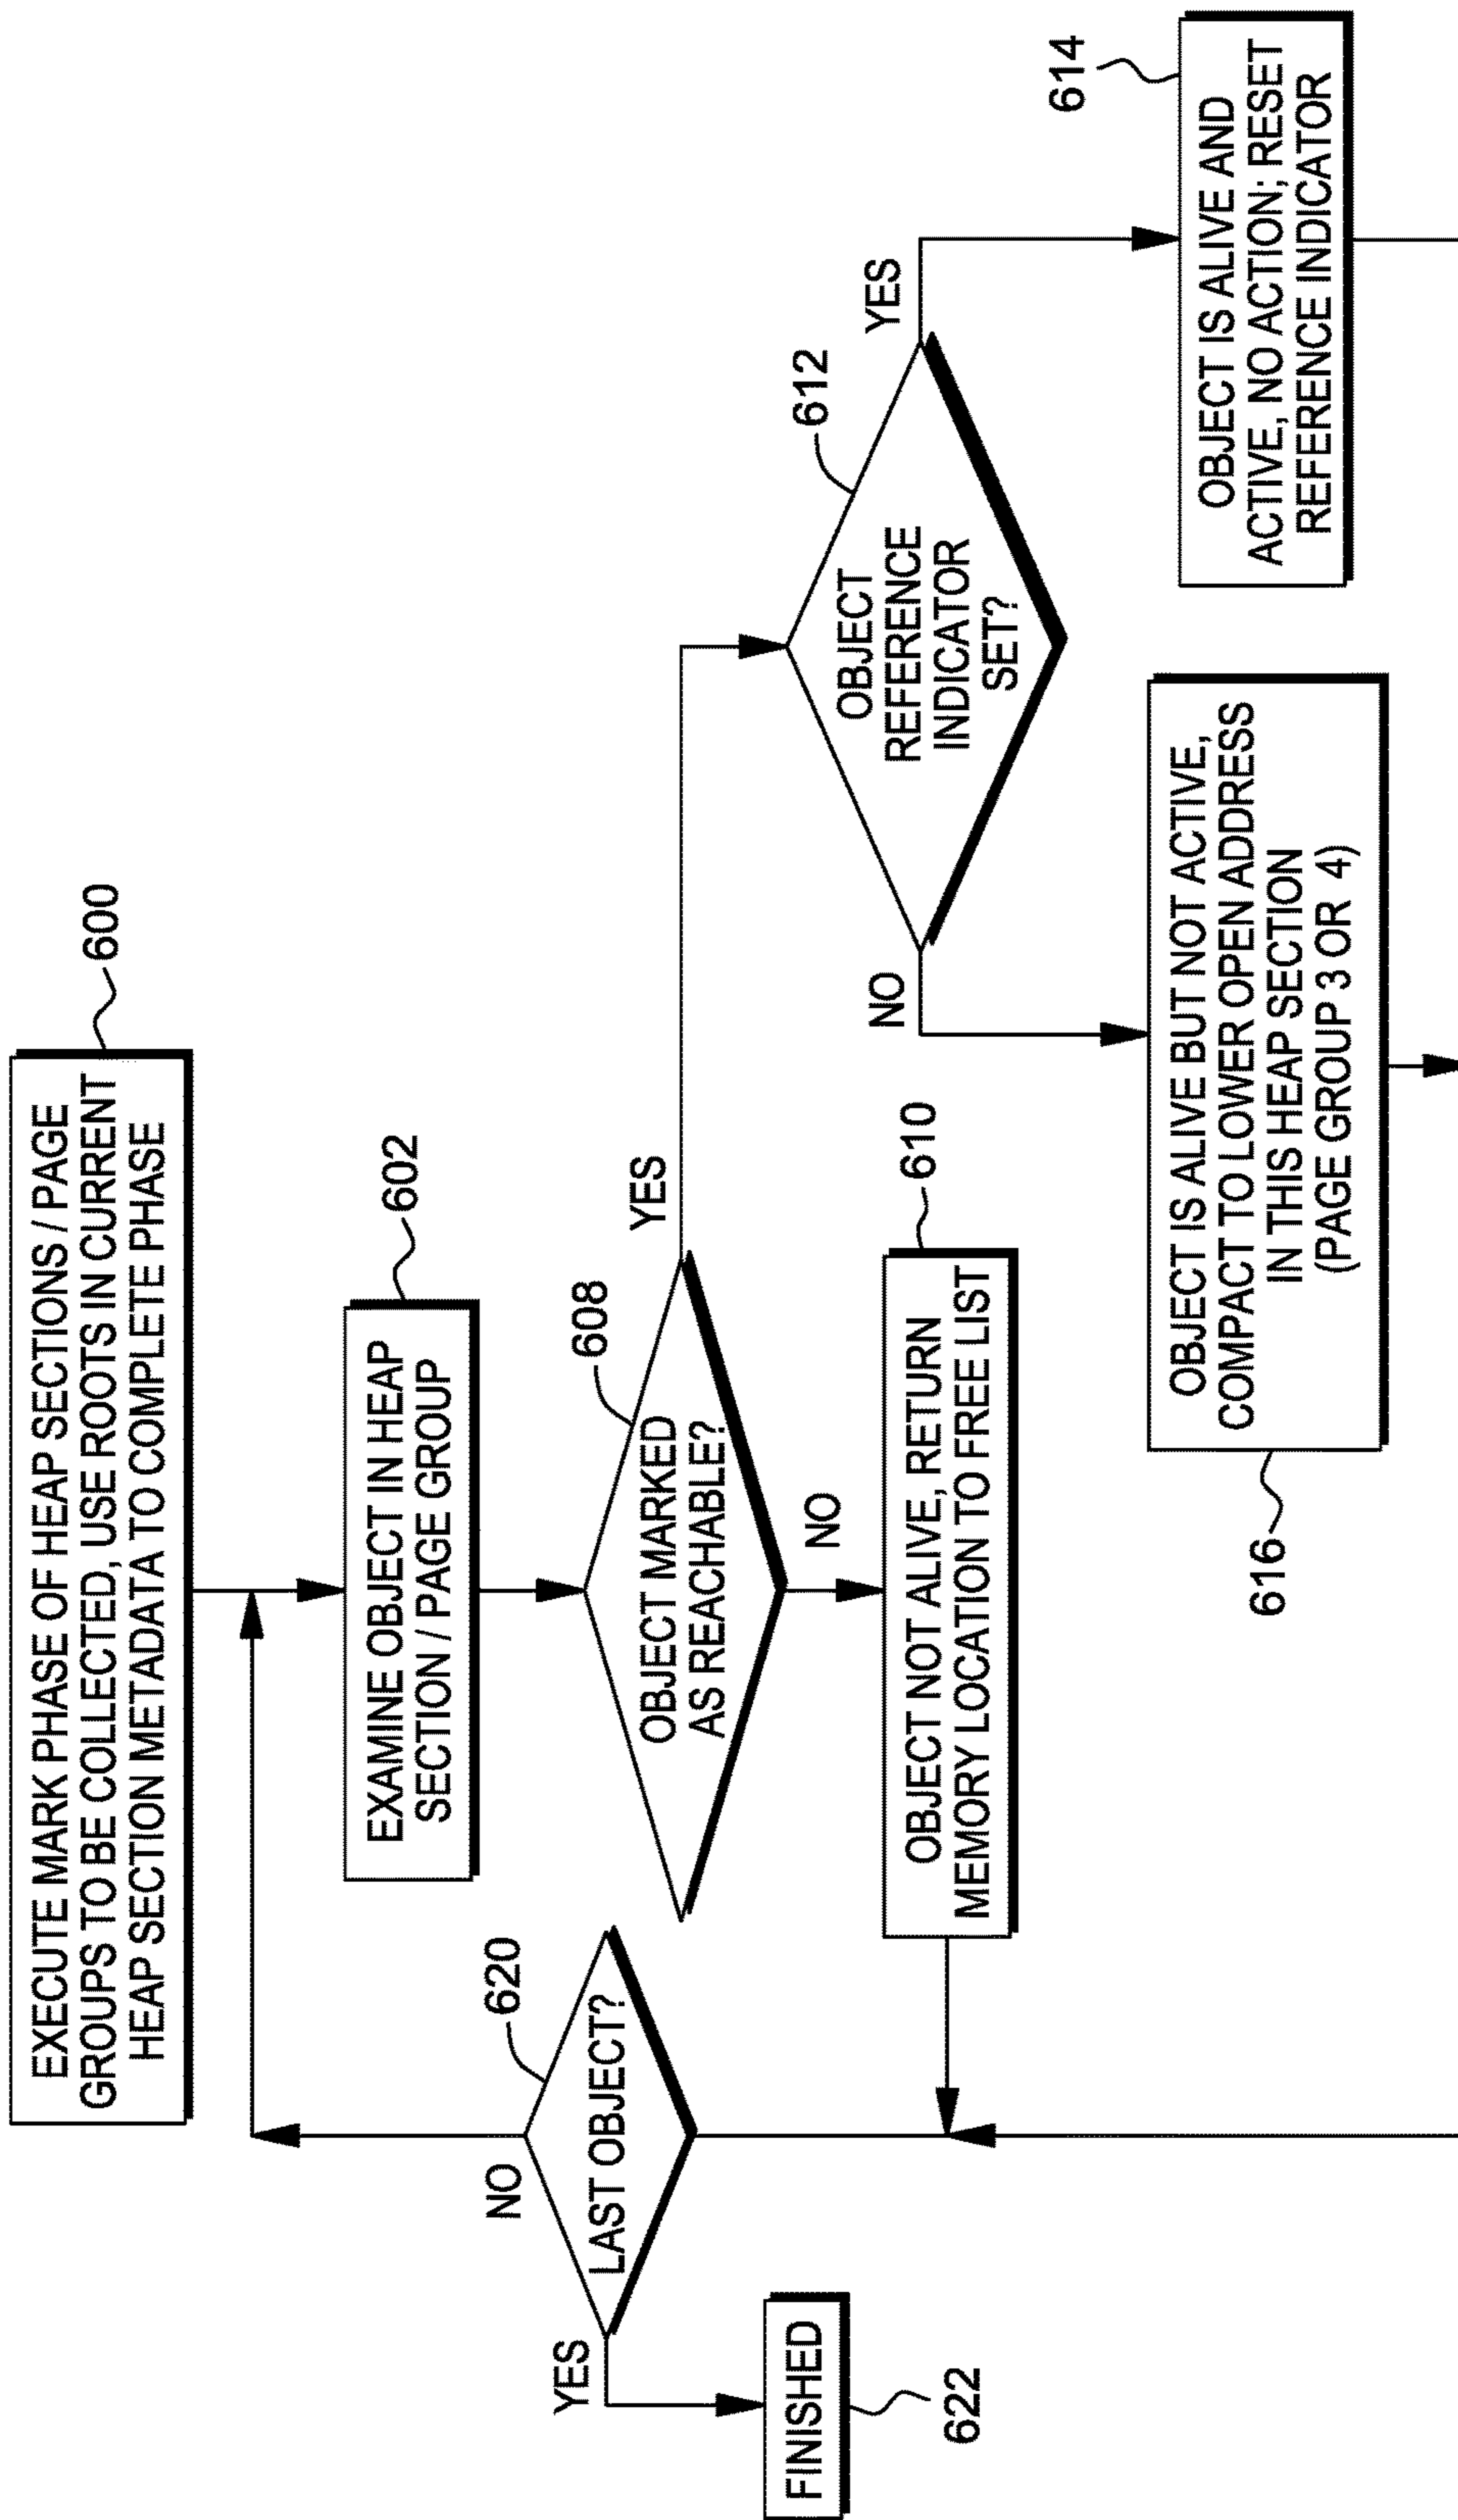 EXECUTE MARK PHASE OF HEAP SECTIONS / PAGE
GROUPS TO BE COLLECTED, USE ROOTS IN CURRENT
HEAP SECTION METADATA TO COMPLETE PHASE
600
EXAMINE OBJECT IN HEAP
SECTION / PAGE GROUP
602
OBJECT MARKED
AS REACHABLE?
608
YES
NO
OBJECT NOT ALIVE, RETURN
MEMORY LOCATION TO FREE LIST
610
OBJECT
REFERENCE
INDICATOR
SET?
612
YES
NO
OBJECT IS ALIVE AND
ACTIVE, NO ACTION; RESET
REFERENCE INDICATOR
614
OBJECT IS ALIVE BUT NOT ACTIVE,
COMPACT TO LOWER OPEN ADDRESS
IN THIS HEAP SECTION
(PAGE GROUP 3 OR 4)
616
LAST OBJECT?
620
NO
YES
FINISHED
622